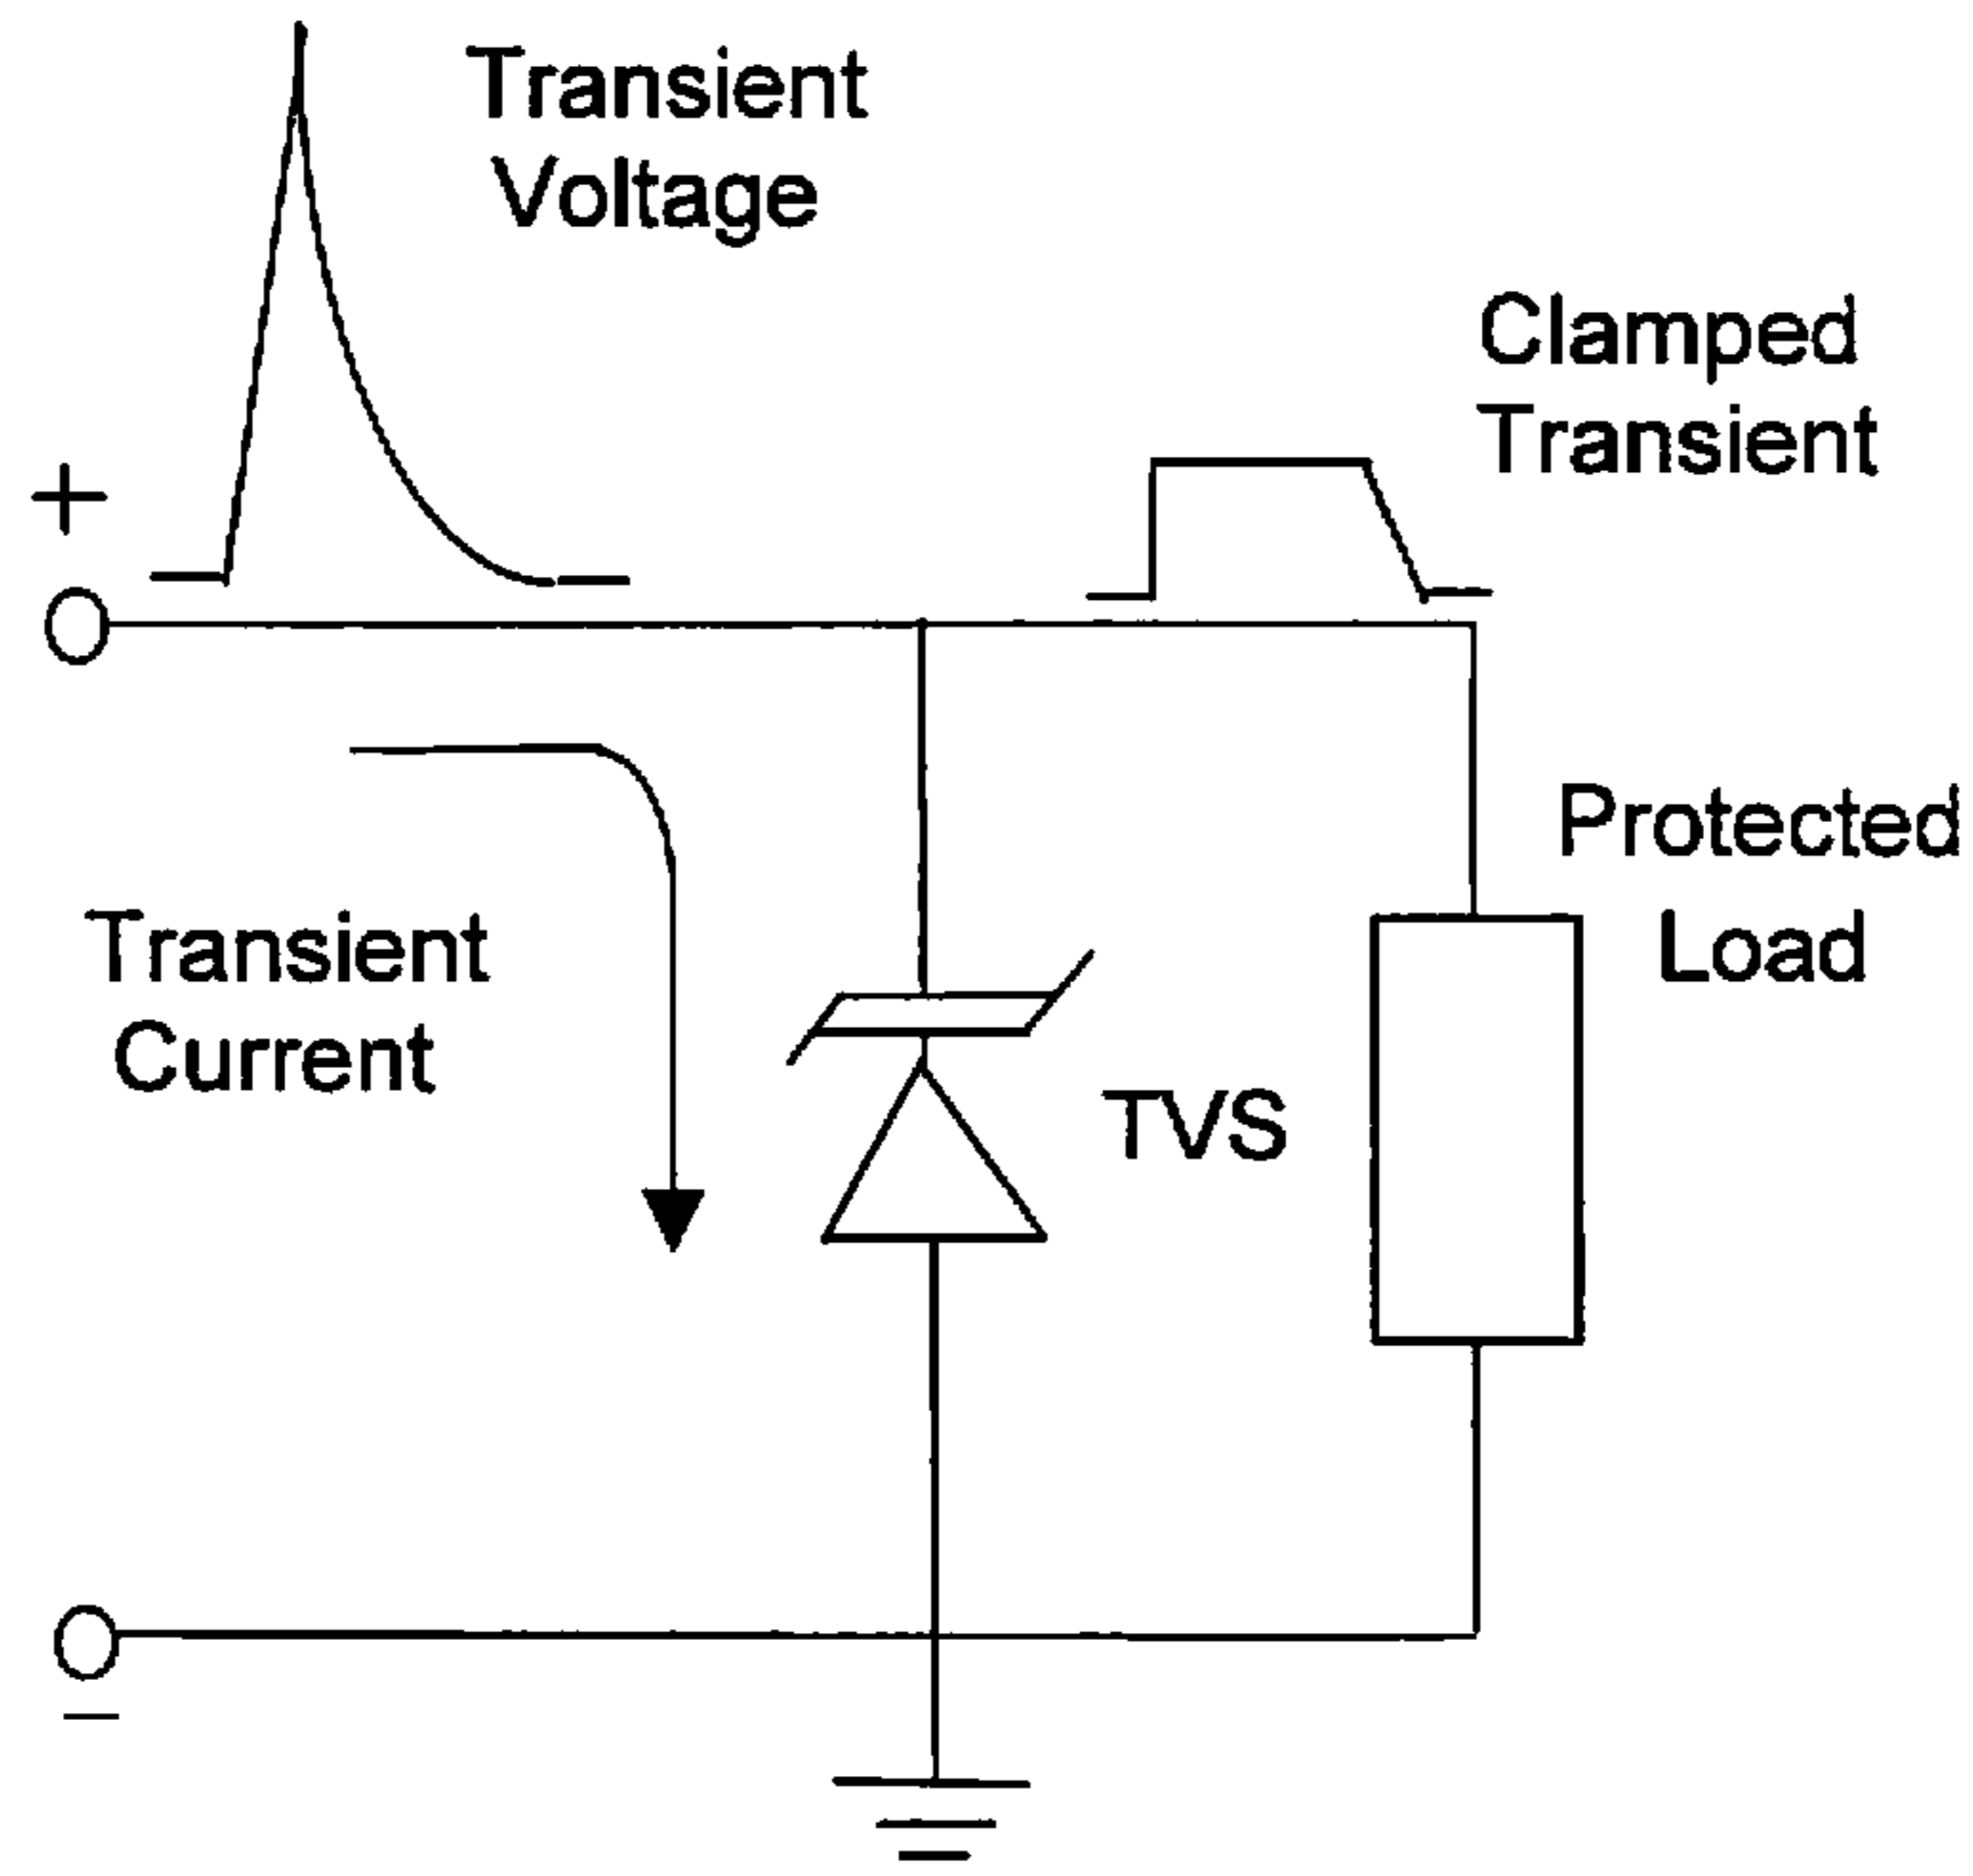 Transient
Voltage
Clamped
Transient
+
Protected
Load
Transient
Current
TVS
−